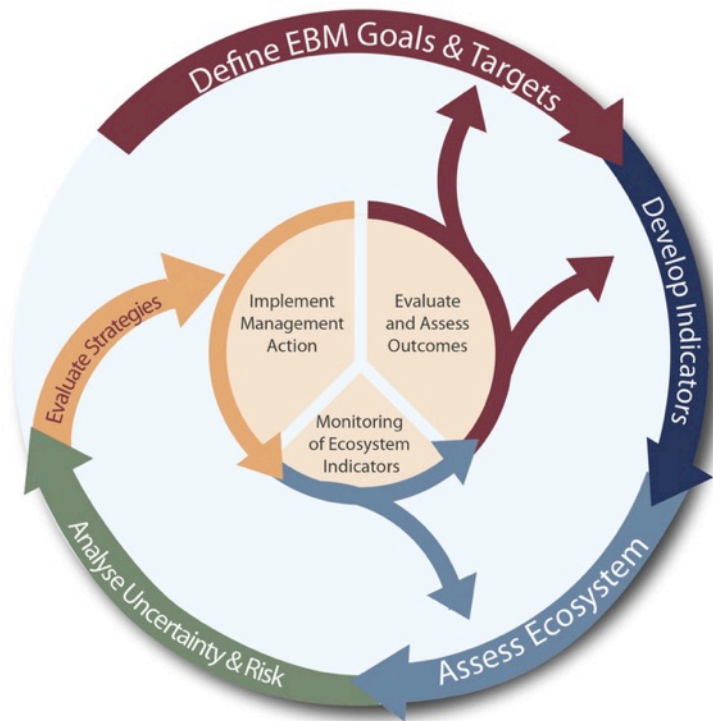 Define EBM Goals & Targets
Develop Indicators
Assess Ecosystem
Analyse Uncertainty & Risk
Evaluate Strategies
Implement
Management
Action
Evaluate
and Assess
Outcomes
Monitoring
of Ecosystem
Indicators